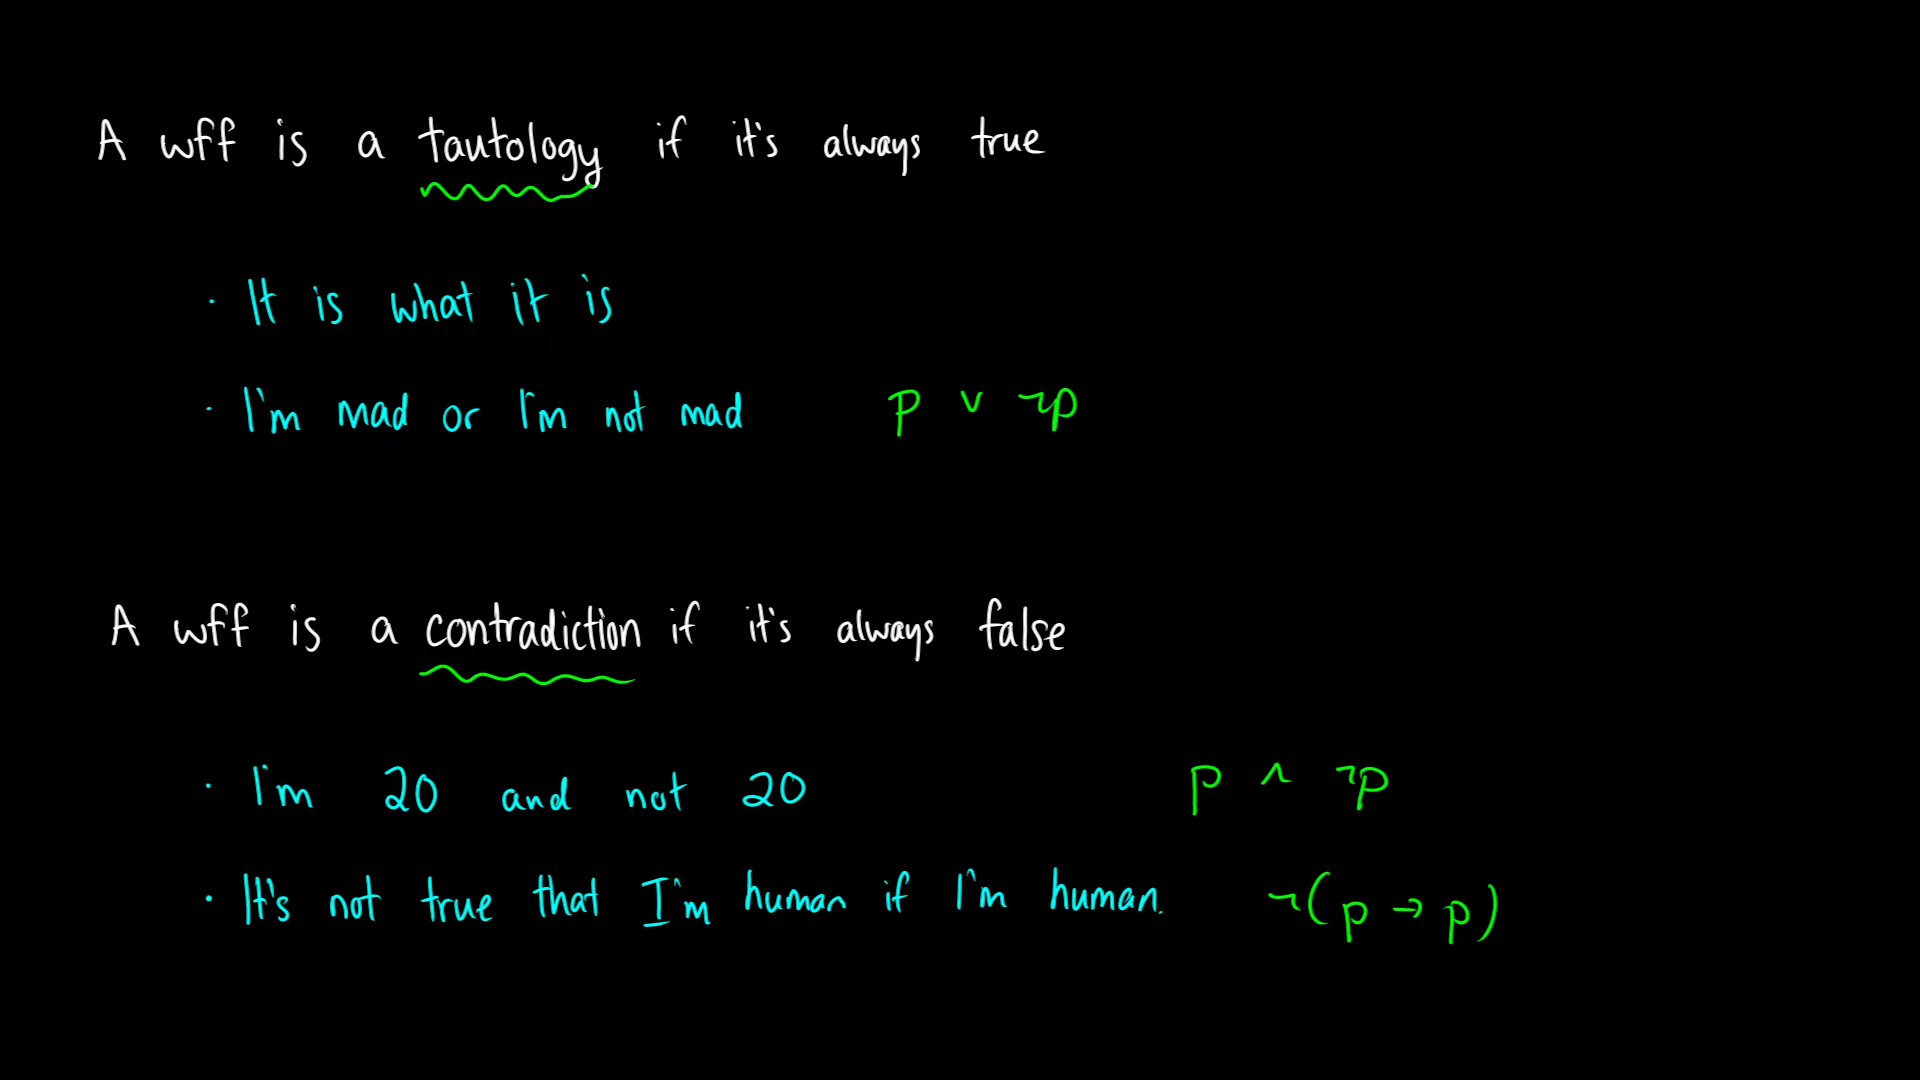 A wff is a tautology if it's always true
· It is what it is
· I'm mad or I'm not mad p ∨ ¬p
A wff is a contradiction if it's always false
· I'm 20 and not 20 p ∧ ¬p
· It's not true that I'm human if I'm human. ¬(p → p)